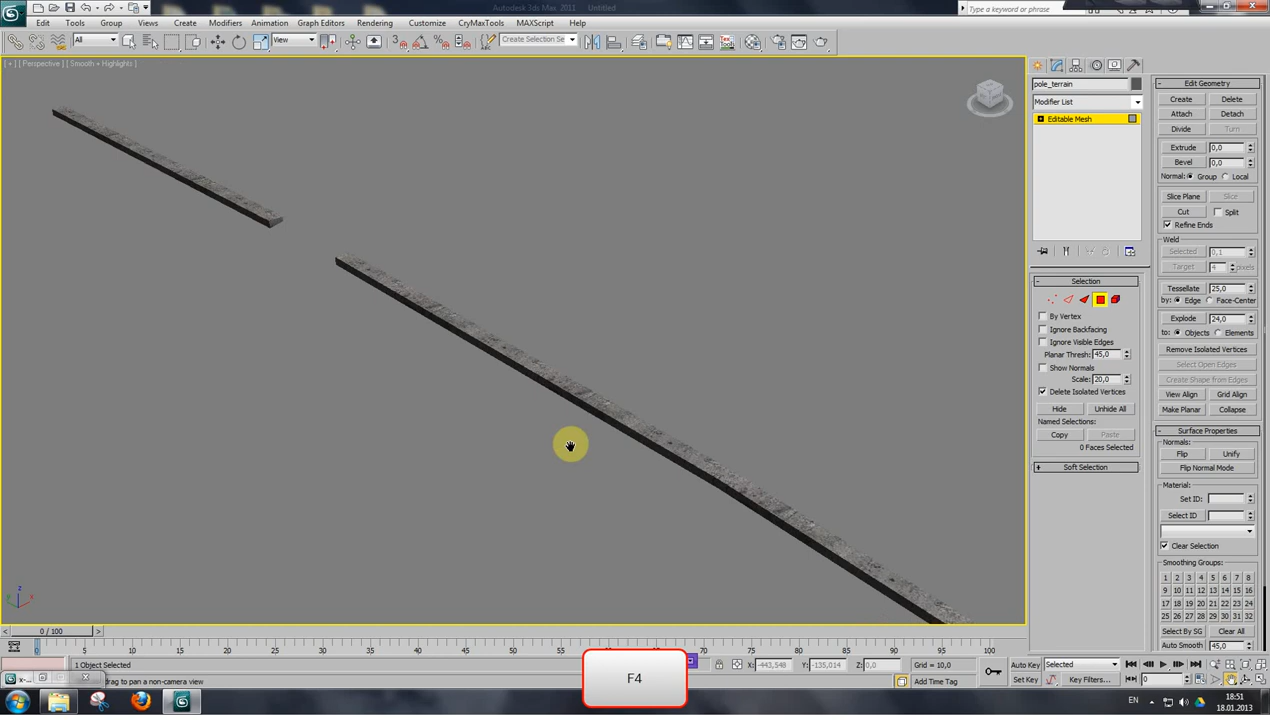 Autodesk 3ds Max 2011 Untitled
Type a keyword or phrase
Edit Tools Group Views Create Modifiers Animation Graph Editors Rendering Customize CryMaxTools MAXScript Help
All View Create Selection Se
[ + ] [ Perspective ] [ Smooth + Highlights ]
pole_terrain
Modifier List
Editable Mesh
Selection
By Vertex
Ignore Backfacing
Ignore Visible Edges
Planar Thresh: 45,0
Show Normals
Scale: 20,0
Delete Isolated Vertices
Hide Unhide All
Named Selections:
Copy Paste
0 Faces Selected
Soft Selection
Edit Geometry
Create Delete
Attach Detach
Divide Turn
Extrude 0,0
Bevel 0,0
Normal: Group Local
Slice Plane Slice
Cut Split
Refine Ends
Weld
Selected 0,1
Target 4 pixels
Tessellate 25,0
by: Edge Face-Center
Explode 24,0
to: Objects Elements
Remove Isolated Vertices
Select Open Edges
Create Shape from Edges
View Align Grid Align
Make Planar Collapse
Surface Properties
Normals:
Flip Unify
Flip Normal Mode
Material:
Set ID:
Select ID
Clear Selection
Smoothing Groups:
1 2 3 4 5 6 7 8
9 10 11 12 13 14 15 16
17 18 19 20 21 22 23 24
25 26 27 28 29 30 31 32
Select By SG Clear All
Auto Smooth 45,0
0 / 100
0 5 10 15 20 25 30 35 40 45 50 55 60 65 70 75 80 85 90 95 100
1 Object Selected
X: -443,548 Y: -135,014 Z: 0,0 Grid = 10,0
Auto Key Selected
drag to pan a non-camera view
Add Time Tag
Set Key Key Filters... 0
F4
EN 18:51
18.01.2013